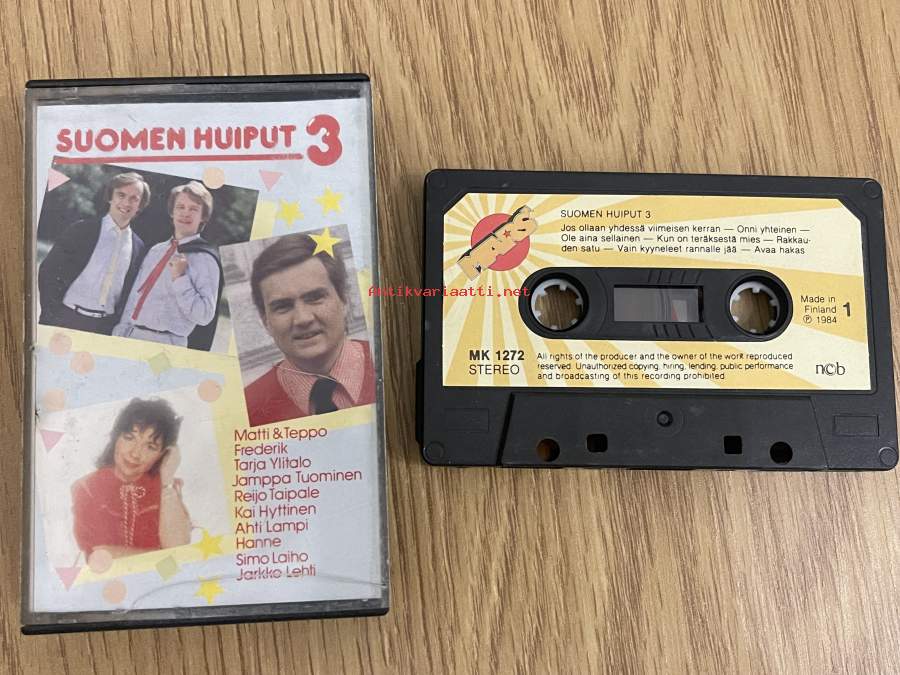 SUOMEN HUIPUT 3
Matti & Teppo
Frederik
Tarja Ylitalo
Jamppa Tuominen
Reijo Taipale
Kai Hyttinen
Ahti Lampi
Hanne
Simo Laiho
Jarkko Lehti
Antikvariaatti.net
SUOMEN HUIPUT 3
Jos ollaan yhdessä viimeisen kerran — Onni yhteinen —
Ole aina sellainen — Kun on teräksestä mies — Rakkau-
den satu — Vain kyyneleet rannalle jää — Avaa hakas
Made in
Finland
℗ 1984
1
MK 1272
STEREO
All rights of the producer and the owner of the work reproduced
reserved. Unauthorized copying, hiring, lending, public performance
and broadcasting of this recording prohibited.
ncb